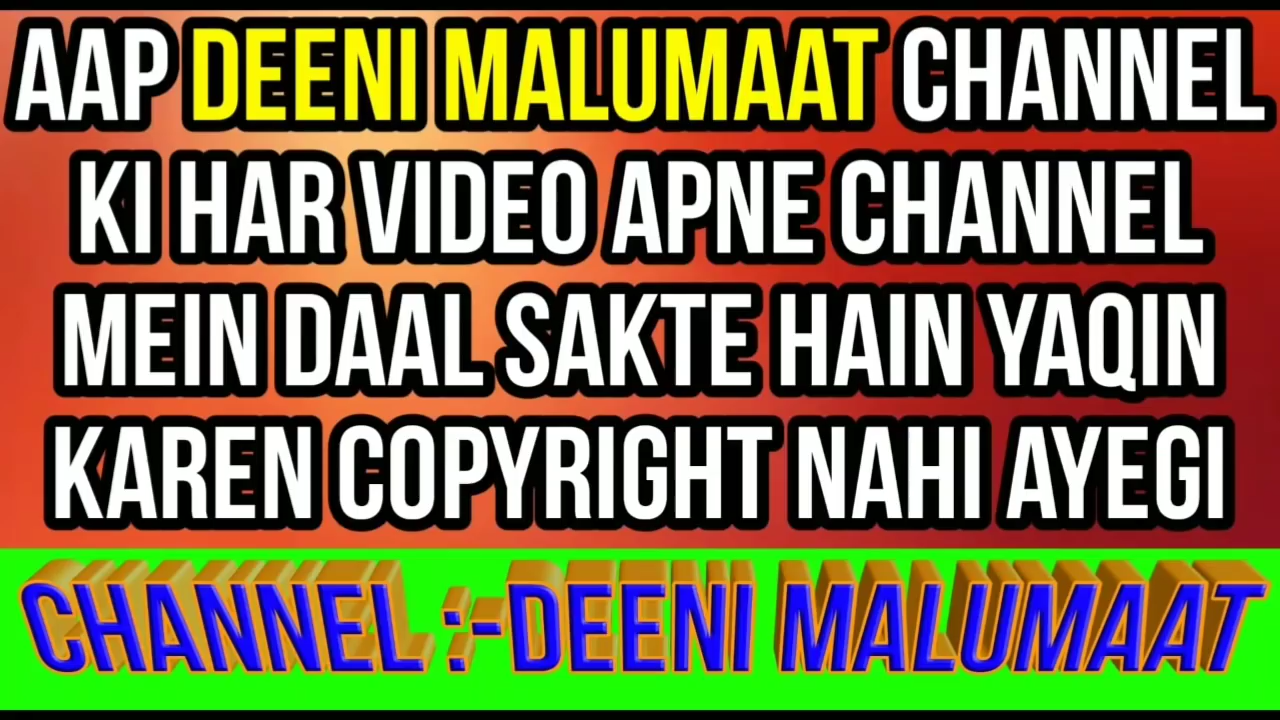 AAP DEENI MALUMAAT CHANNEL
KI HAR VIDEO APNE CHANNEL
MEIN DAAL SAKTE HAIN YAQIN
KAREN COPYRIGHT NAHI AYEGI
CHANNEL :-DEENI MALUMAAT